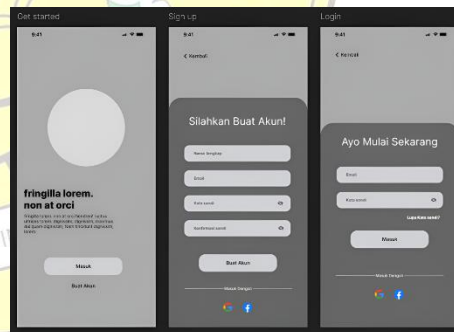 Get started
9:41
fringilla lorem.
non at orci
Masuk
Buat Akun
Sign up
9:41
< Kembali
Silahkan Buat Akun!
Nama lengkap
Email
Kata sandi
Konfirmasi sandi
Buat Akun
Masuk Dengan
Login
9:41
< Kembali
Ayo Mulai Sekarang
Email
Kata sandi
Lupa Kata sandi?
Masuk
Masuk Dengan